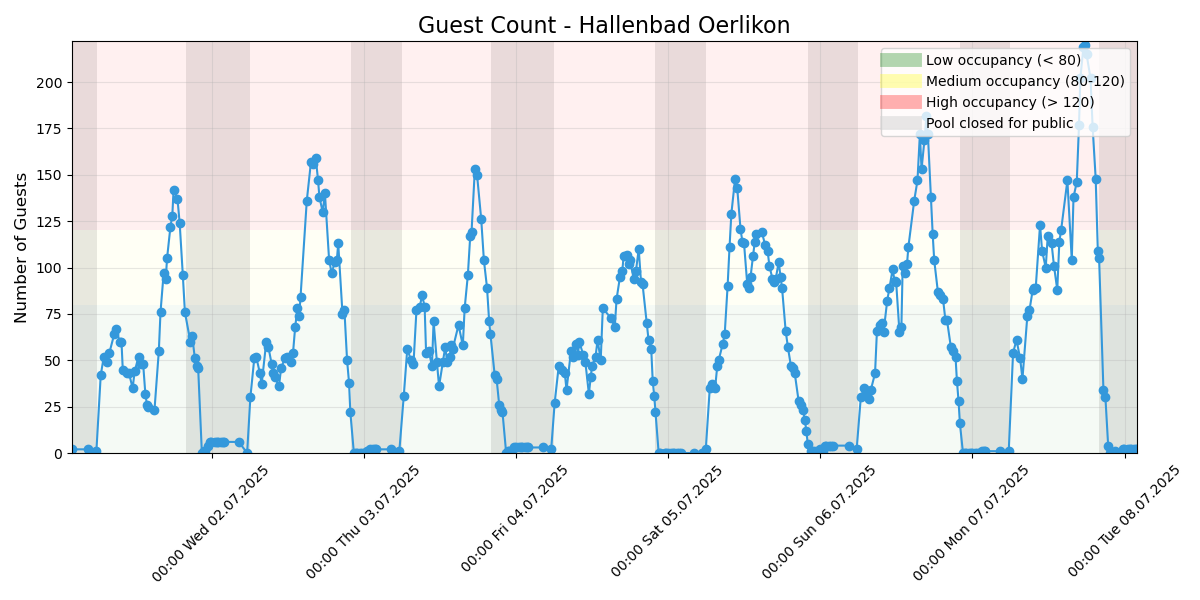 Guest Count - Hallenbad Oerlikon
Number of Guests
200
175
150
125
100
75
50
25
0
Low occupancy (< 80)
Medium occupancy (80-120)
High occupancy (> 120)
Pool closed for public
00:00 Wed 02.07.2025
00:00 Thu 03.07.2025
00:00 Fri 04.07.2025
00:00 Sat 05.07.2025
00:00 Sun 06.07.2025
00:00 Mon 07.07.2025
00:00 Tue 08.07.2025